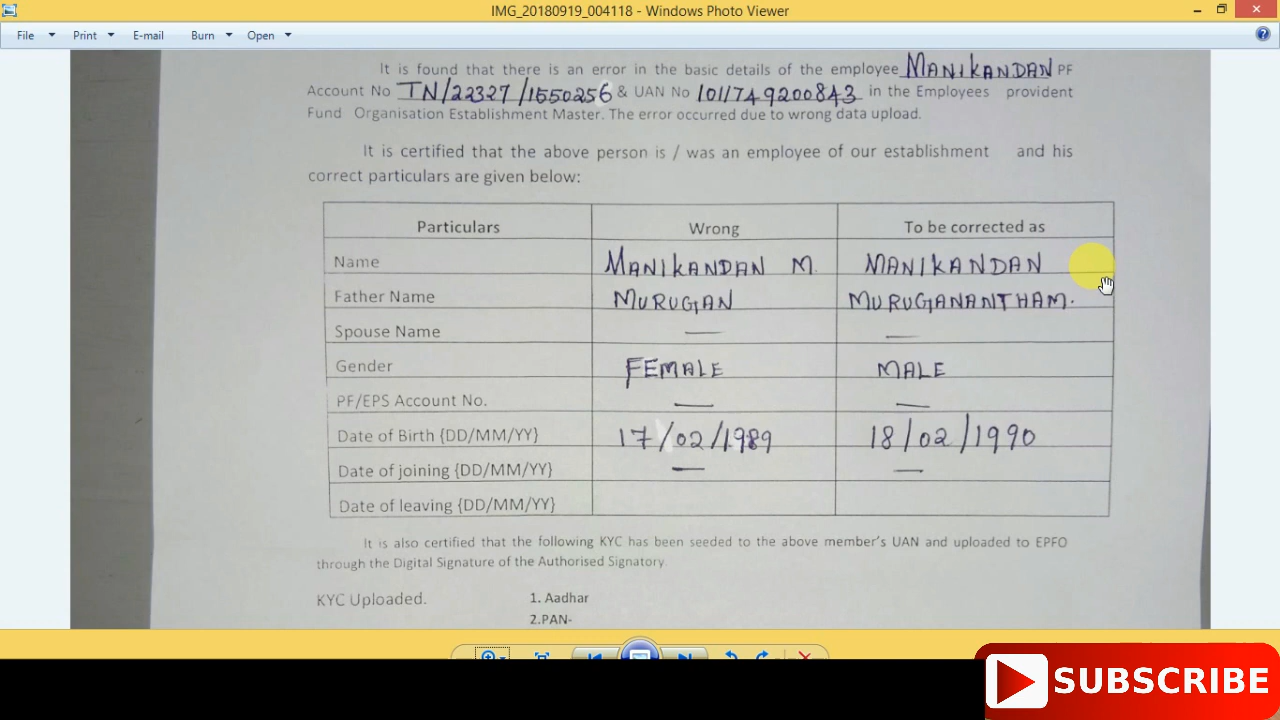 IMG_20180919_004118 - Windows Photo Viewer
File Print E-mail Burn Open
It is found that there is an error in the basic details of the employee MANIKANDAN PF
Account No TN/22327/1550256 & UAN No 1011749200843 in the Employees provident
Fund Organisation Establishment Master. The error occurred due to wrong data upload.
It is certified that the above person is / was an employee of our establishment and his
correct particulars are given below:
Particulars Wrong To be corrected as
Name MANIKANDAN M. MANIKANDAN
Father Name MURUGAN MURUGANANTHAM.
Spouse Name — —
Gender FEMALE MALE
PF/EPS Account No. — —
Date of Birth {DD/MM/YY) 17/02/1989 18/02/1990
Date of joining {DD/MM/YY) — —
Date of leaving {DD/MM/YY)
It is also certified that the following KYC has been seeded to the above member's UAN and uploaded to EPFO
through the Digital Signature of the Authorised Signatory.
KYC Uploaded. 1. Aadhar
2.PAN-
SUBSCRIBE